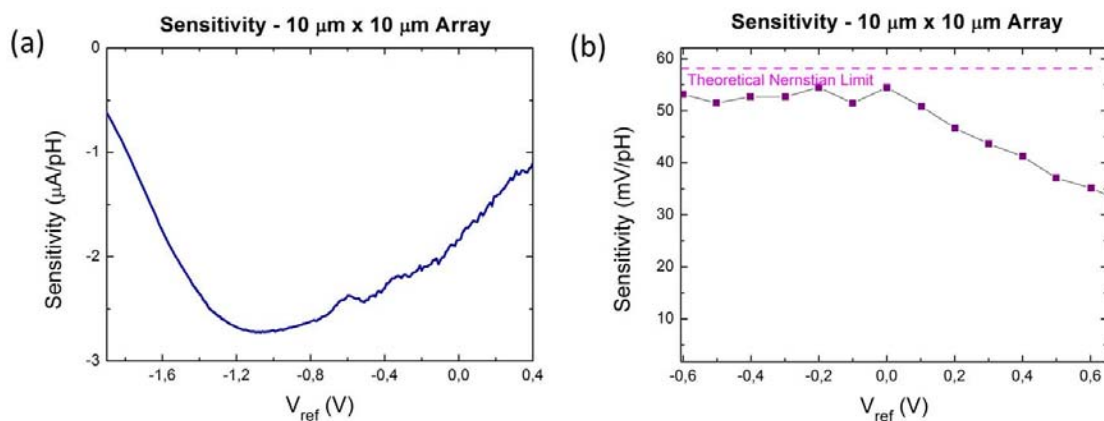 (a)
Sensitivity - 10 μm x 10 μm Array
0
-1
-2
-3
Sensitivity (μA/pH)
-1,6
-1,2
-0,8
-0,4
0,0
0,4
V_ref (V)
(b)
Sensitivity - 10 μm x 10 μm Array
60
50
40
30
20
10
Sensitivity (mV/pH)
Theoretical Nernstian Limit
-0,6
-0,4
-0,2
0,0
0,2
0,4
0,6
V_ref (V)